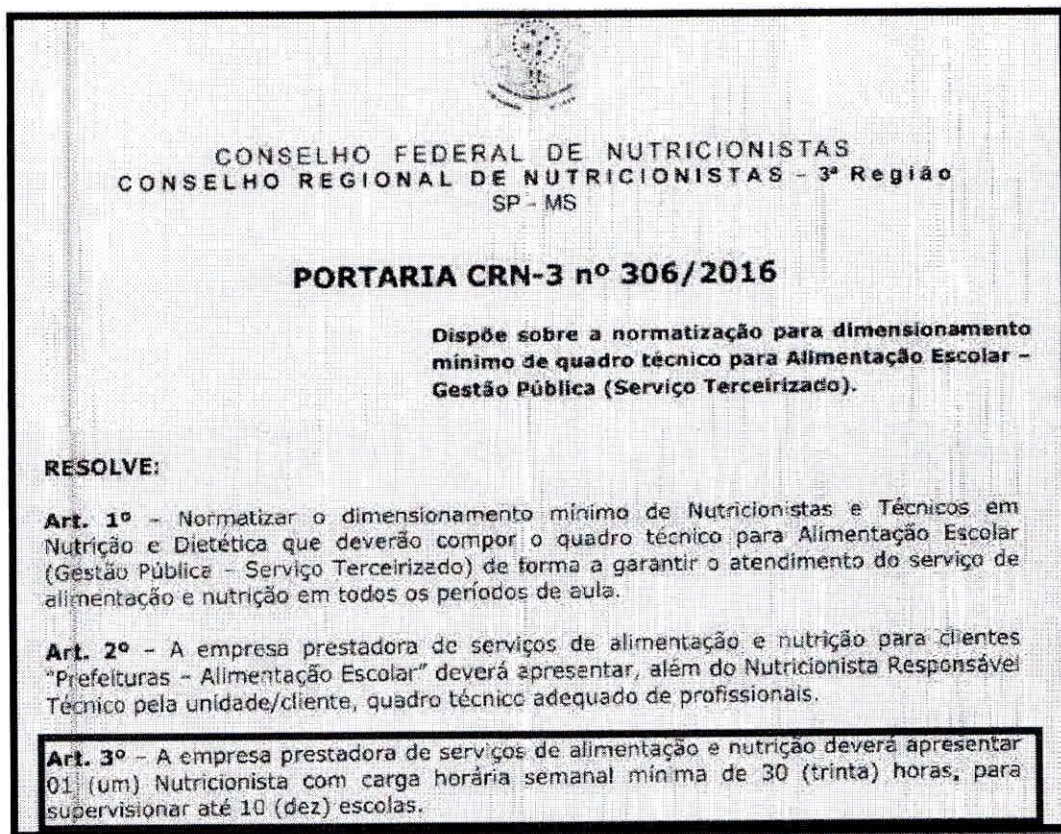 CONSELHO FEDERAL DE NUTRICIONISTAS
CONSELHO REGIONAL DE NUTRICIONISTAS - 3ª Região
SP - MS
PORTARIA CRN-3 nº 306/2016
Dispõe sobre a normatização para dimensionamento
mínimo de quadro técnico para Alimentação Escolar –
Gestão Pública (Serviço Terceirizado).
RESOLVE:
Art. 1º – Normatizar o dimensionamento mínimo de Nutricionistas e Técnicos em
Nutrição e Dietética que deverão compor o quadro técnico para Alimentação Escolar
(Gestão Pública – Serviço Terceirizado) de forma a garantir o atendimento do serviço de
alimentação e nutrição em todos os períodos de aula.
Art. 2º – A empresa prestadora de serviços de alimentação e nutrição para clientes
"Prefeituras – Alimentação Escolar" deverá apresentar, além do Nutricionista Responsável
Técnico pela unidade/cliente, quadro técnico adequado de profissionais.
Art. 3º – A empresa prestadora de serviços de alimentação e nutrição deverá apresentar
01 (um) Nutricionista com carga horária semanal mínima de 30 (trinta) horas, para
supervisionar até 10 (dez) escolas.